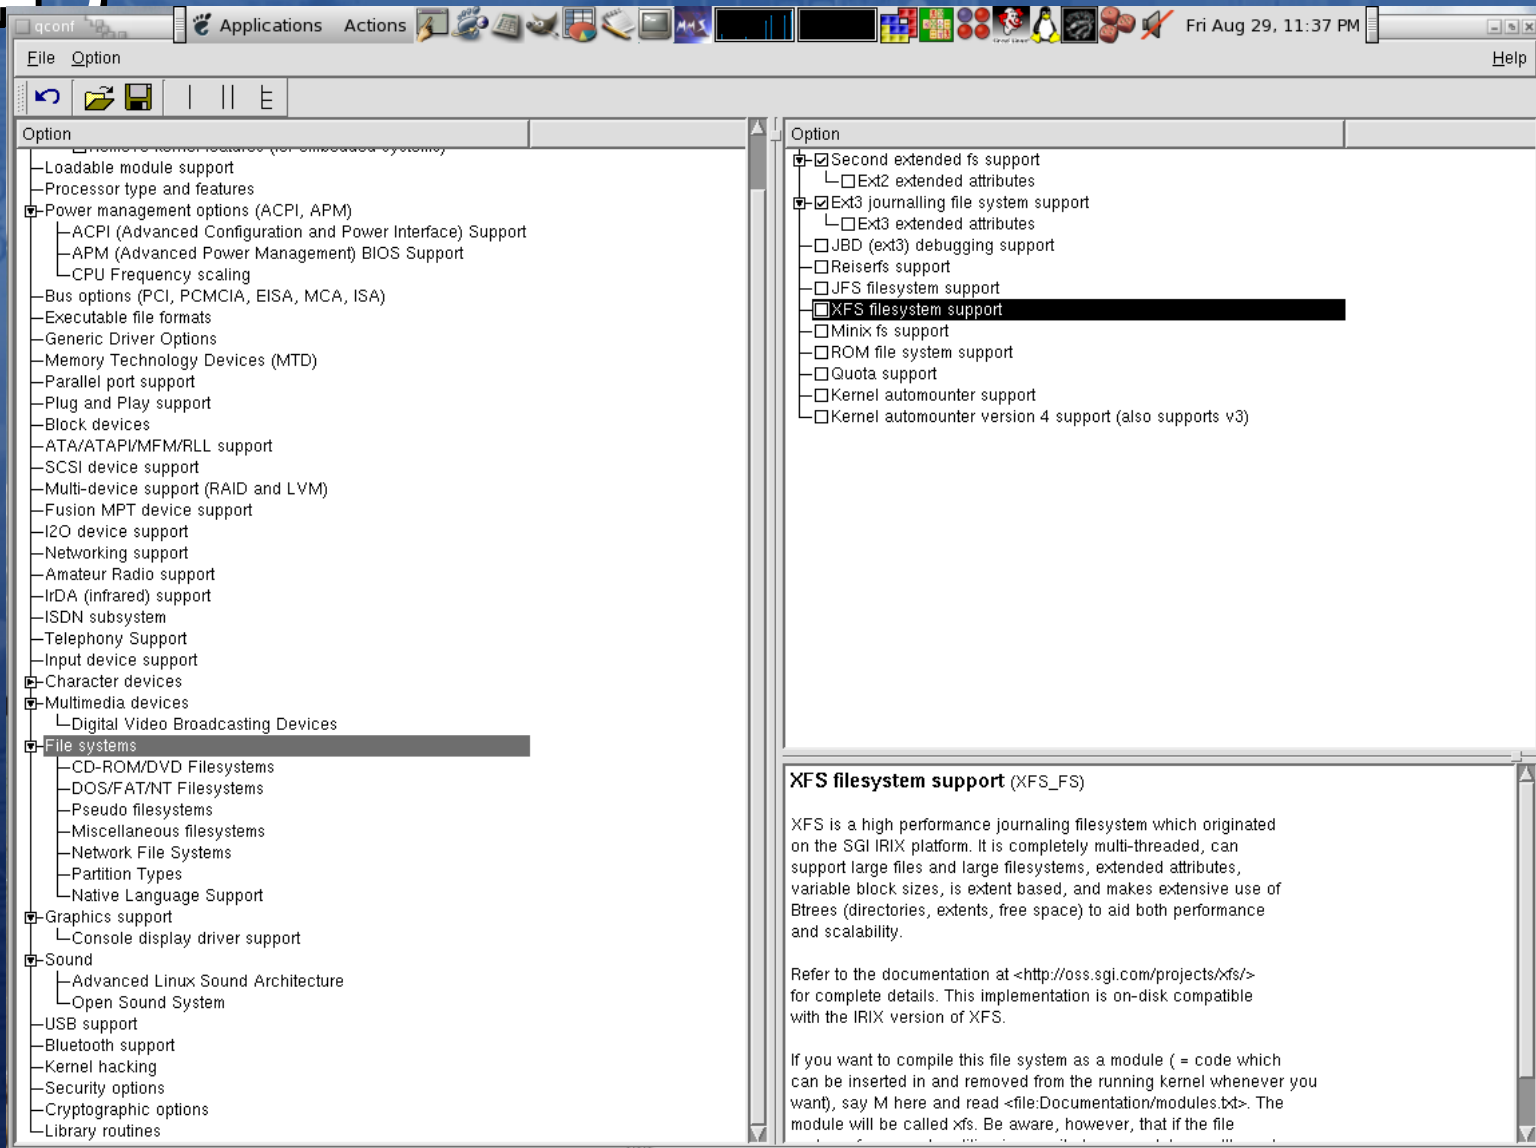 qconf
Applications Actions
Fri Aug 29, 11:37 PM
File Option
Help
Option
Remove kernel features (for embedded systems)
Loadable module support
Processor type and features
Power management options (ACPI, APM)
ACPI (Advanced Configuration and Power Interface) Support
APM (Advanced Power Management) BIOS Support
CPU Frequency scaling
Bus options (PCI, PCMCIA, EISA, MCA, ISA)
Executable file formats
Generic Driver Options
Memory Technology Devices (MTD)
Parallel port support
Plug and Play support
Block devices
ATA/ATAPI/MFM/RLL support
SCSI device support
Multi-device support (RAID and LVM)
Fusion MPT device support
I2O device support
Networking support
Amateur Radio support
IrDA (infrared) support
ISDN subsystem
Telephony Support
Input device support
Character devices
Multimedia devices
Digital Video Broadcasting Devices
File systems
CD-ROM/DVD Filesystems
DOS/FAT/NT Filesystems
Pseudo filesystems
Miscellaneous filesystems
Network File Systems
Partition Types
Native Language Support
Graphics support
Console display driver support
Sound
Advanced Linux Sound Architecture
Open Sound System
USB support
Bluetooth support
Kernel hacking
Security options
Cryptographic options
Library routines
Option
Second extended fs support
Ext2 extended attributes
Ext3 journalling file system support
Ext3 extended attributes
JBD (ext3) debugging support
Reiserfs support
JFS filesystem support
XFS filesystem support
Minix fs support
ROM file system support
Quota support
Kernel automounter support
Kernel automounter version 4 support (also supports v3)
XFS filesystem support (XFS_FS)
XFS is a high performance journaling filesystem which originated
on the SGI IRIX platform. It is completely multi-threaded, can
support large files and large filesystems, extended attributes,
variable block sizes, is extent based, and makes extensive use of
Btrees (directories, extents, free space) to aid both performance
and scalability.
Refer to the documentation at <http://oss.sgi.com/projects/xfs/>
for complete details. This implementation is on-disk compatible
with the IRIX version of XFS.
If you want to compile this file system as a module ( = code which
can be inserted in and removed from the running kernel whenever you
want), say M here and read <file:Documentation/modules.txt>. The
module will be called xfs. Be aware, however, that if the file